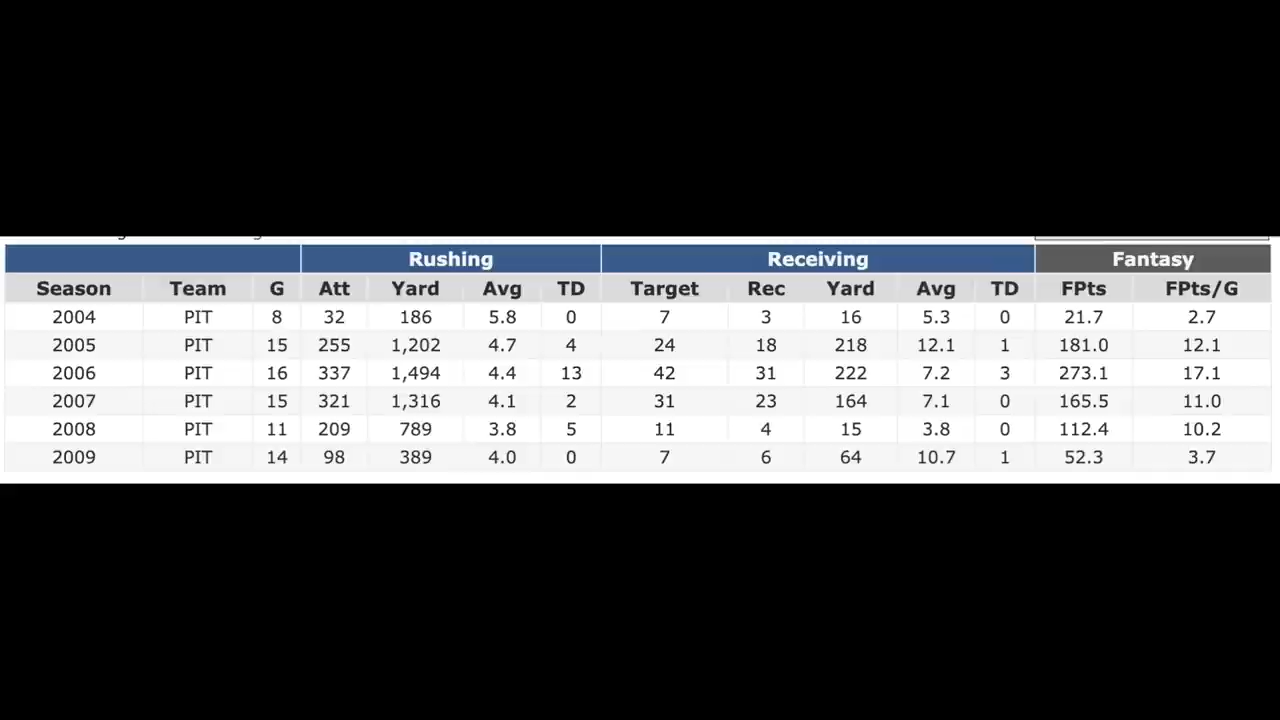 Rushing Receiving Fantasy
Season Team G Att Yard Avg TD Target Rec Yard Avg TD FPts FPts/G
2004 PIT 8 32 186 5.8 0 7 3 16 5.3 0 21.7 2.7
2005 PIT 15 255 1,202 4.7 4 24 18 218 12.1 1 181.0 12.1
2006 PIT 16 337 1,494 4.4 13 42 31 222 7.2 3 273.1 17.1
2007 PIT 15 321 1,316 4.1 2 31 23 164 7.1 0 165.5 11.0
2008 PIT 11 209 789 3.8 5 11 4 15 3.8 0 112.4 10.2
2009 PIT 14 98 389 4.0 0 7 6 64 10.7 1 52.3 3.7